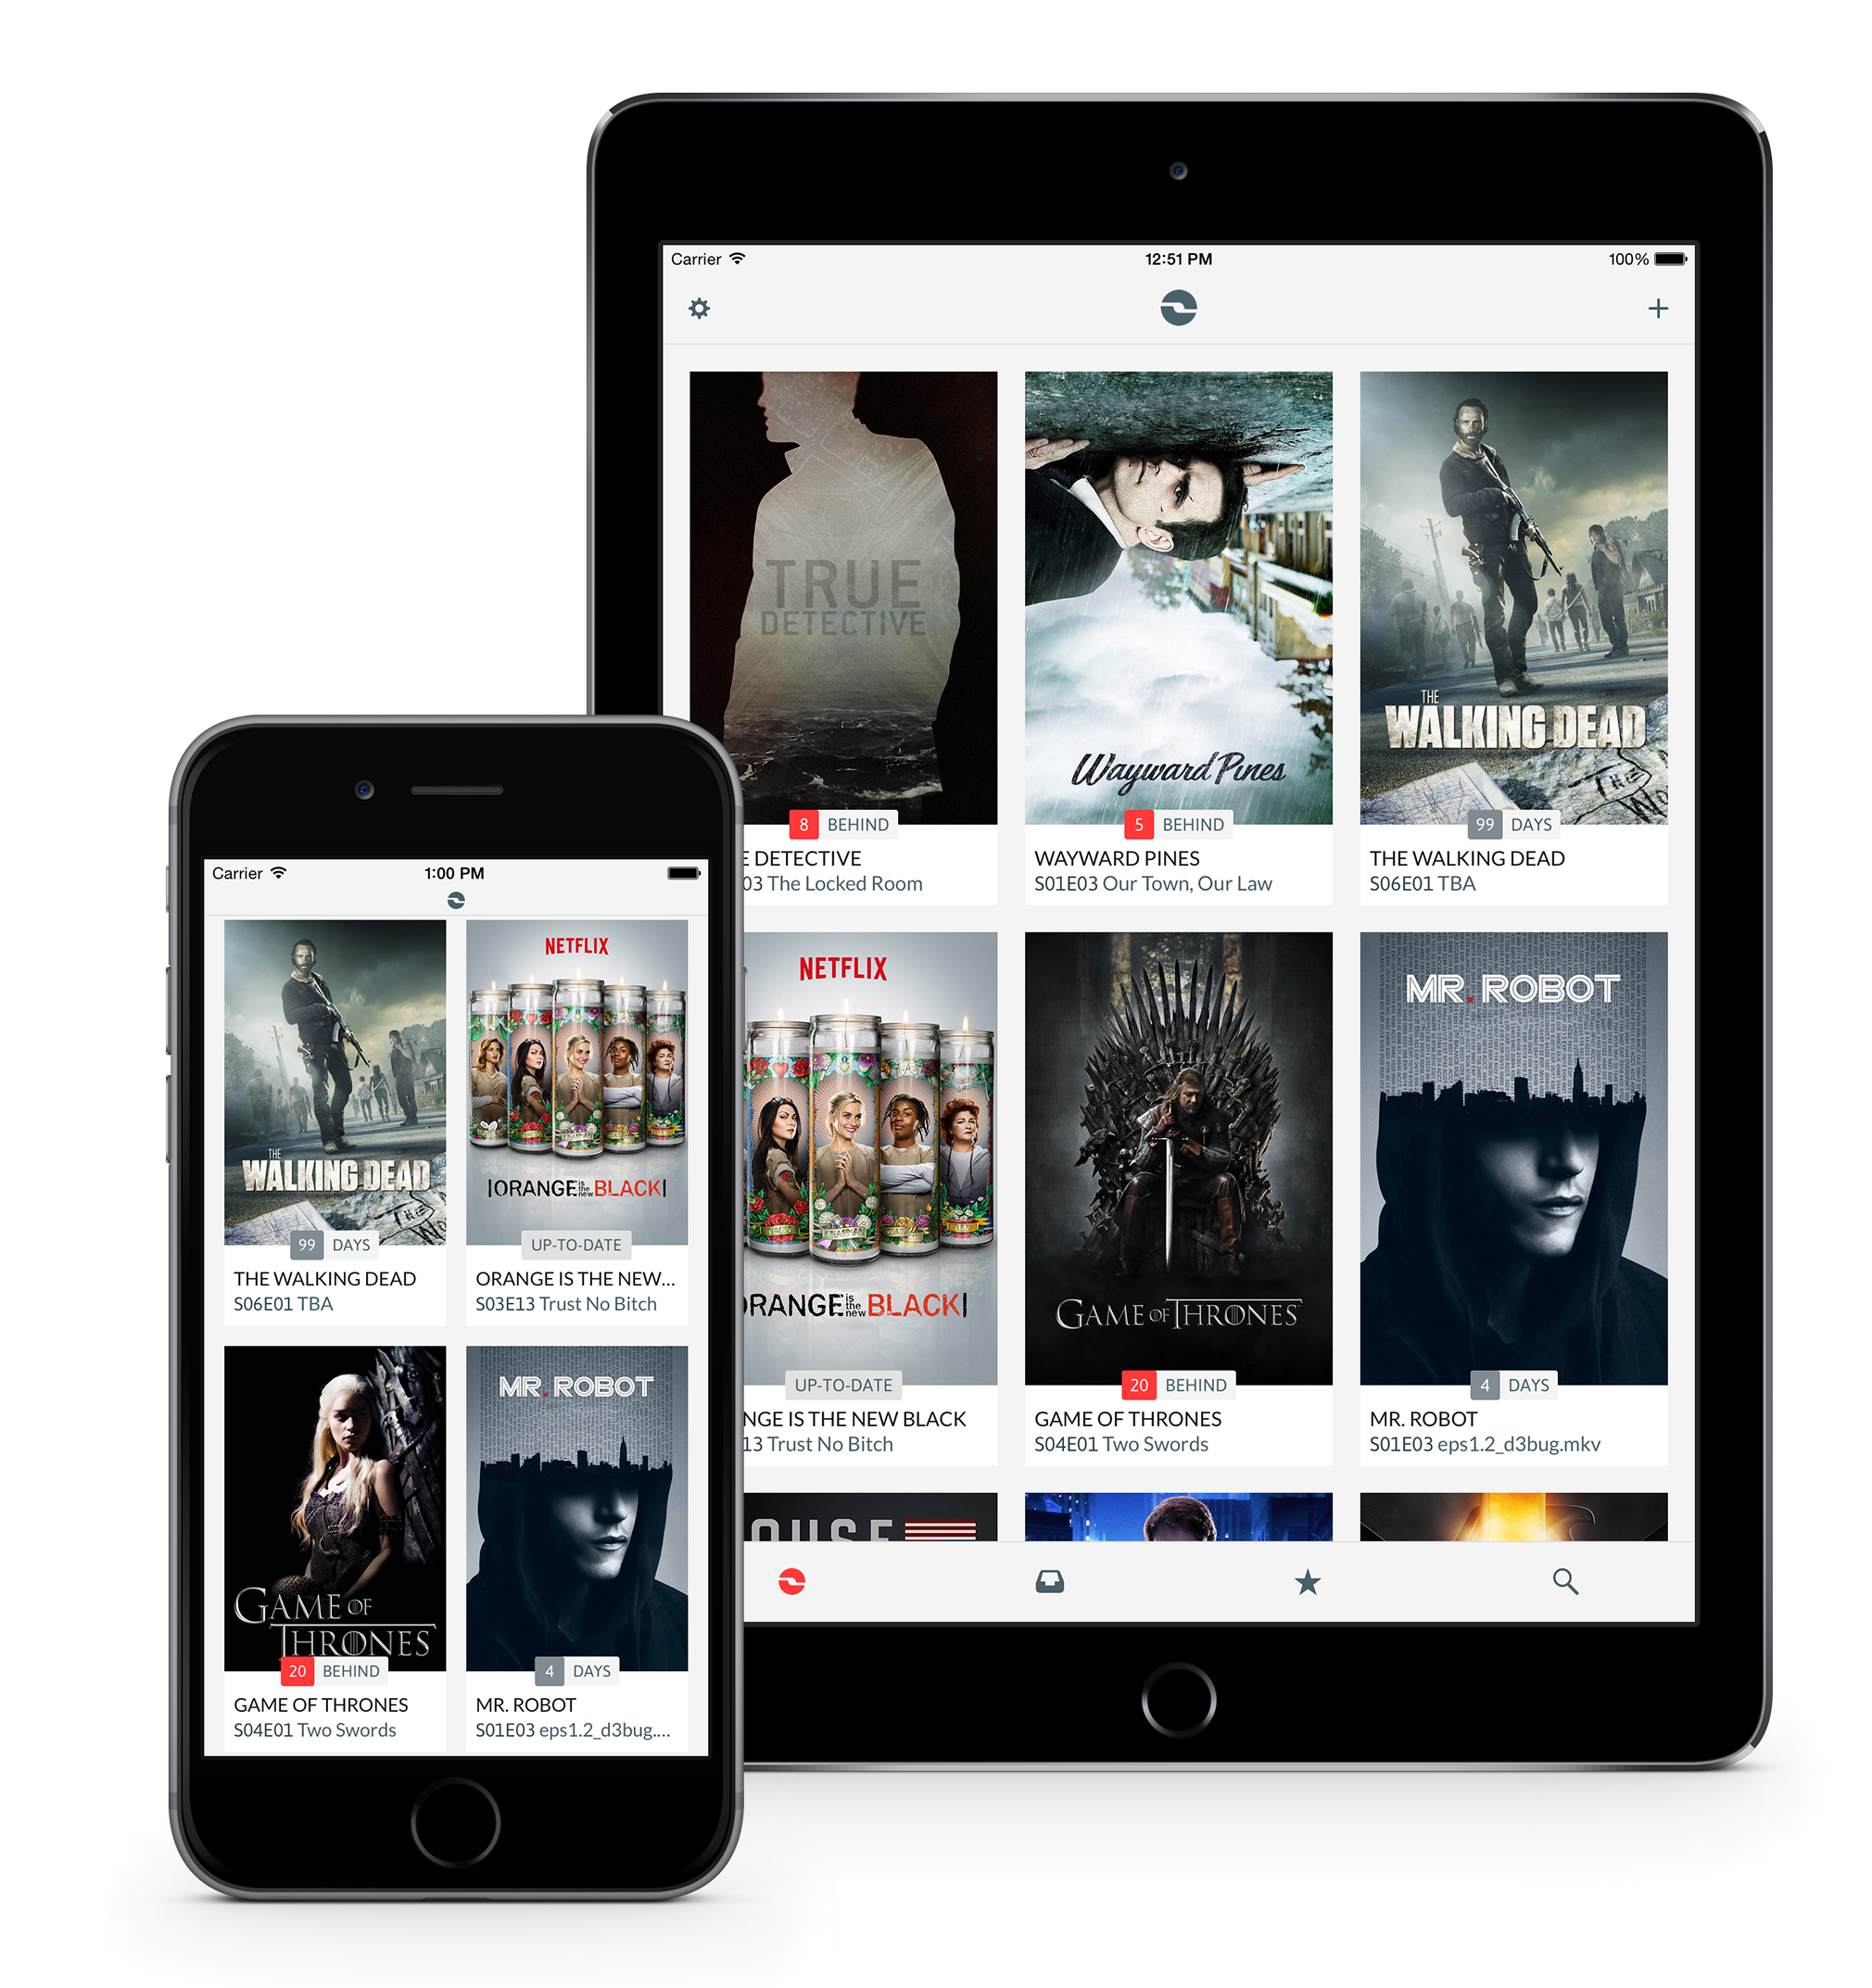 Carrier
12:51 PM
100%
TRUE
DETECTIVE
8 BEHIND
E DETECTIVE
03 The Locked Room
Wayward Pines
5 BEHIND
WAYWARD PINES
S01E03 Our Town, Our Law
THE
WALKING DEAD
99 DAYS
THE WALKING DEAD
S06E01 TBA
NETFLIX
ORANGE is the new BLACK
UP-TO-DATE
NGE IS THE NEW BLACK
13 Trust No Bitch
GAME OF THRONES
20 BEHIND
GAME OF THRONES
S04E01 Two Swords
MR. ROBOT
4 DAYS
MR. ROBOT
S01E03 eps1.2_d3bug.mkv
OUSE
Carrier
1:00 PM
THE
WALKING DEAD
99 DAYS
THE WALKING DEAD
S06E01 TBA
NETFLIX
ORANGE is the new BLACK
UP-TO-DATE
ORANGE IS THE NEW...
S03E13 Trust No Bitch
GAME OF
THRONES
20 BEHIND
GAME OF THRONES
S04E01 Two Swords
MR. ROBOT
4 DAYS
MR. ROBOT
S01E03 eps1.2_d3bug....